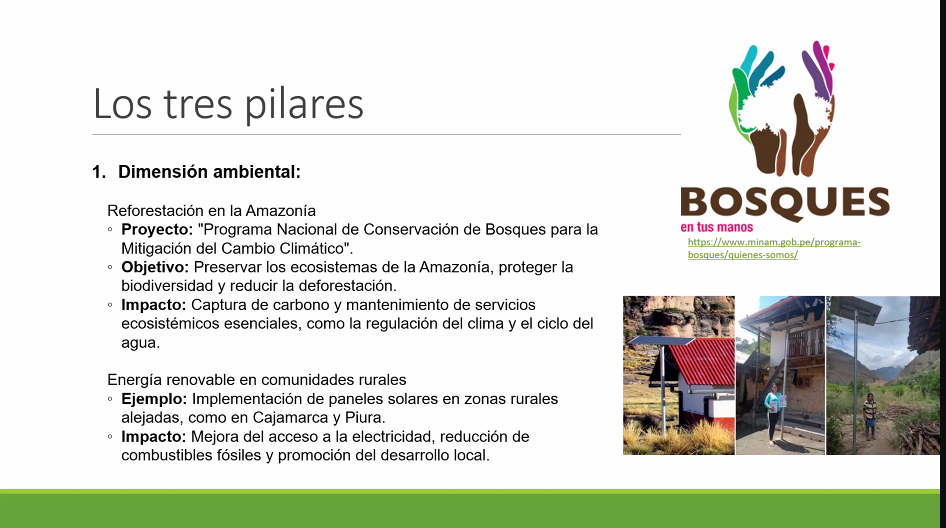 Los tres pilares
1. Dimensión ambiental:
Reforestación en la Amazonía
◦ Proyecto: "Programa Nacional de Conservación de Bosques para la
Mitigación del Cambio Climático".
◦ Objetivo: Preservar los ecosistemas de la Amazonía, proteger la
biodiversidad y reducir la deforestación.
◦ Impacto: Captura de carbono y mantenimiento de servicios
ecosistémicos esenciales, como la regulación del clima y el ciclo del
agua.
Energía renovable en comunidades rurales
◦ Ejemplo: Implementación de paneles solares en zonas rurales
alejadas, como en Cajamarca y Piura.
◦ Impacto: Mejora del acceso a la electricidad, reducción de
combustibles fósiles y promoción del desarrollo local.
BOSQUES
en tus manos
https://www.minam.gob.pe/programa-
bosques/quienes-somos/